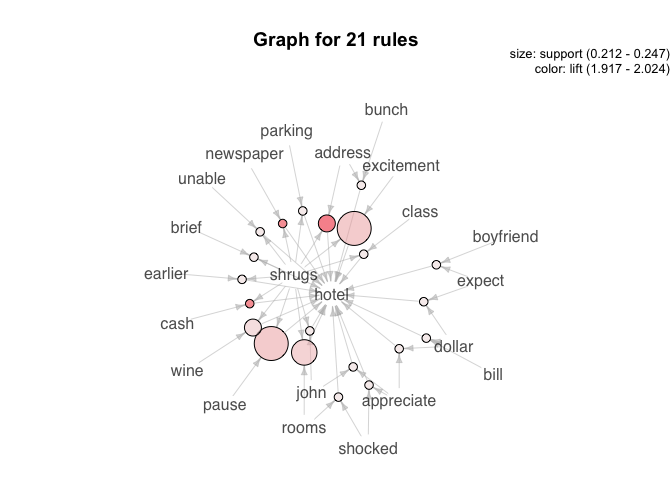 Graph for 21 rules
size: support (0.212 - 0.247)
color: lift (1.917 - 2.024)
bunch
parking
newspaper
address
excitement
unable
class
brief
boyfriend
earlier
shrugs
expect
hotel
cash
dollar
wine
bill
john
appreciate
pause
rooms
shocked